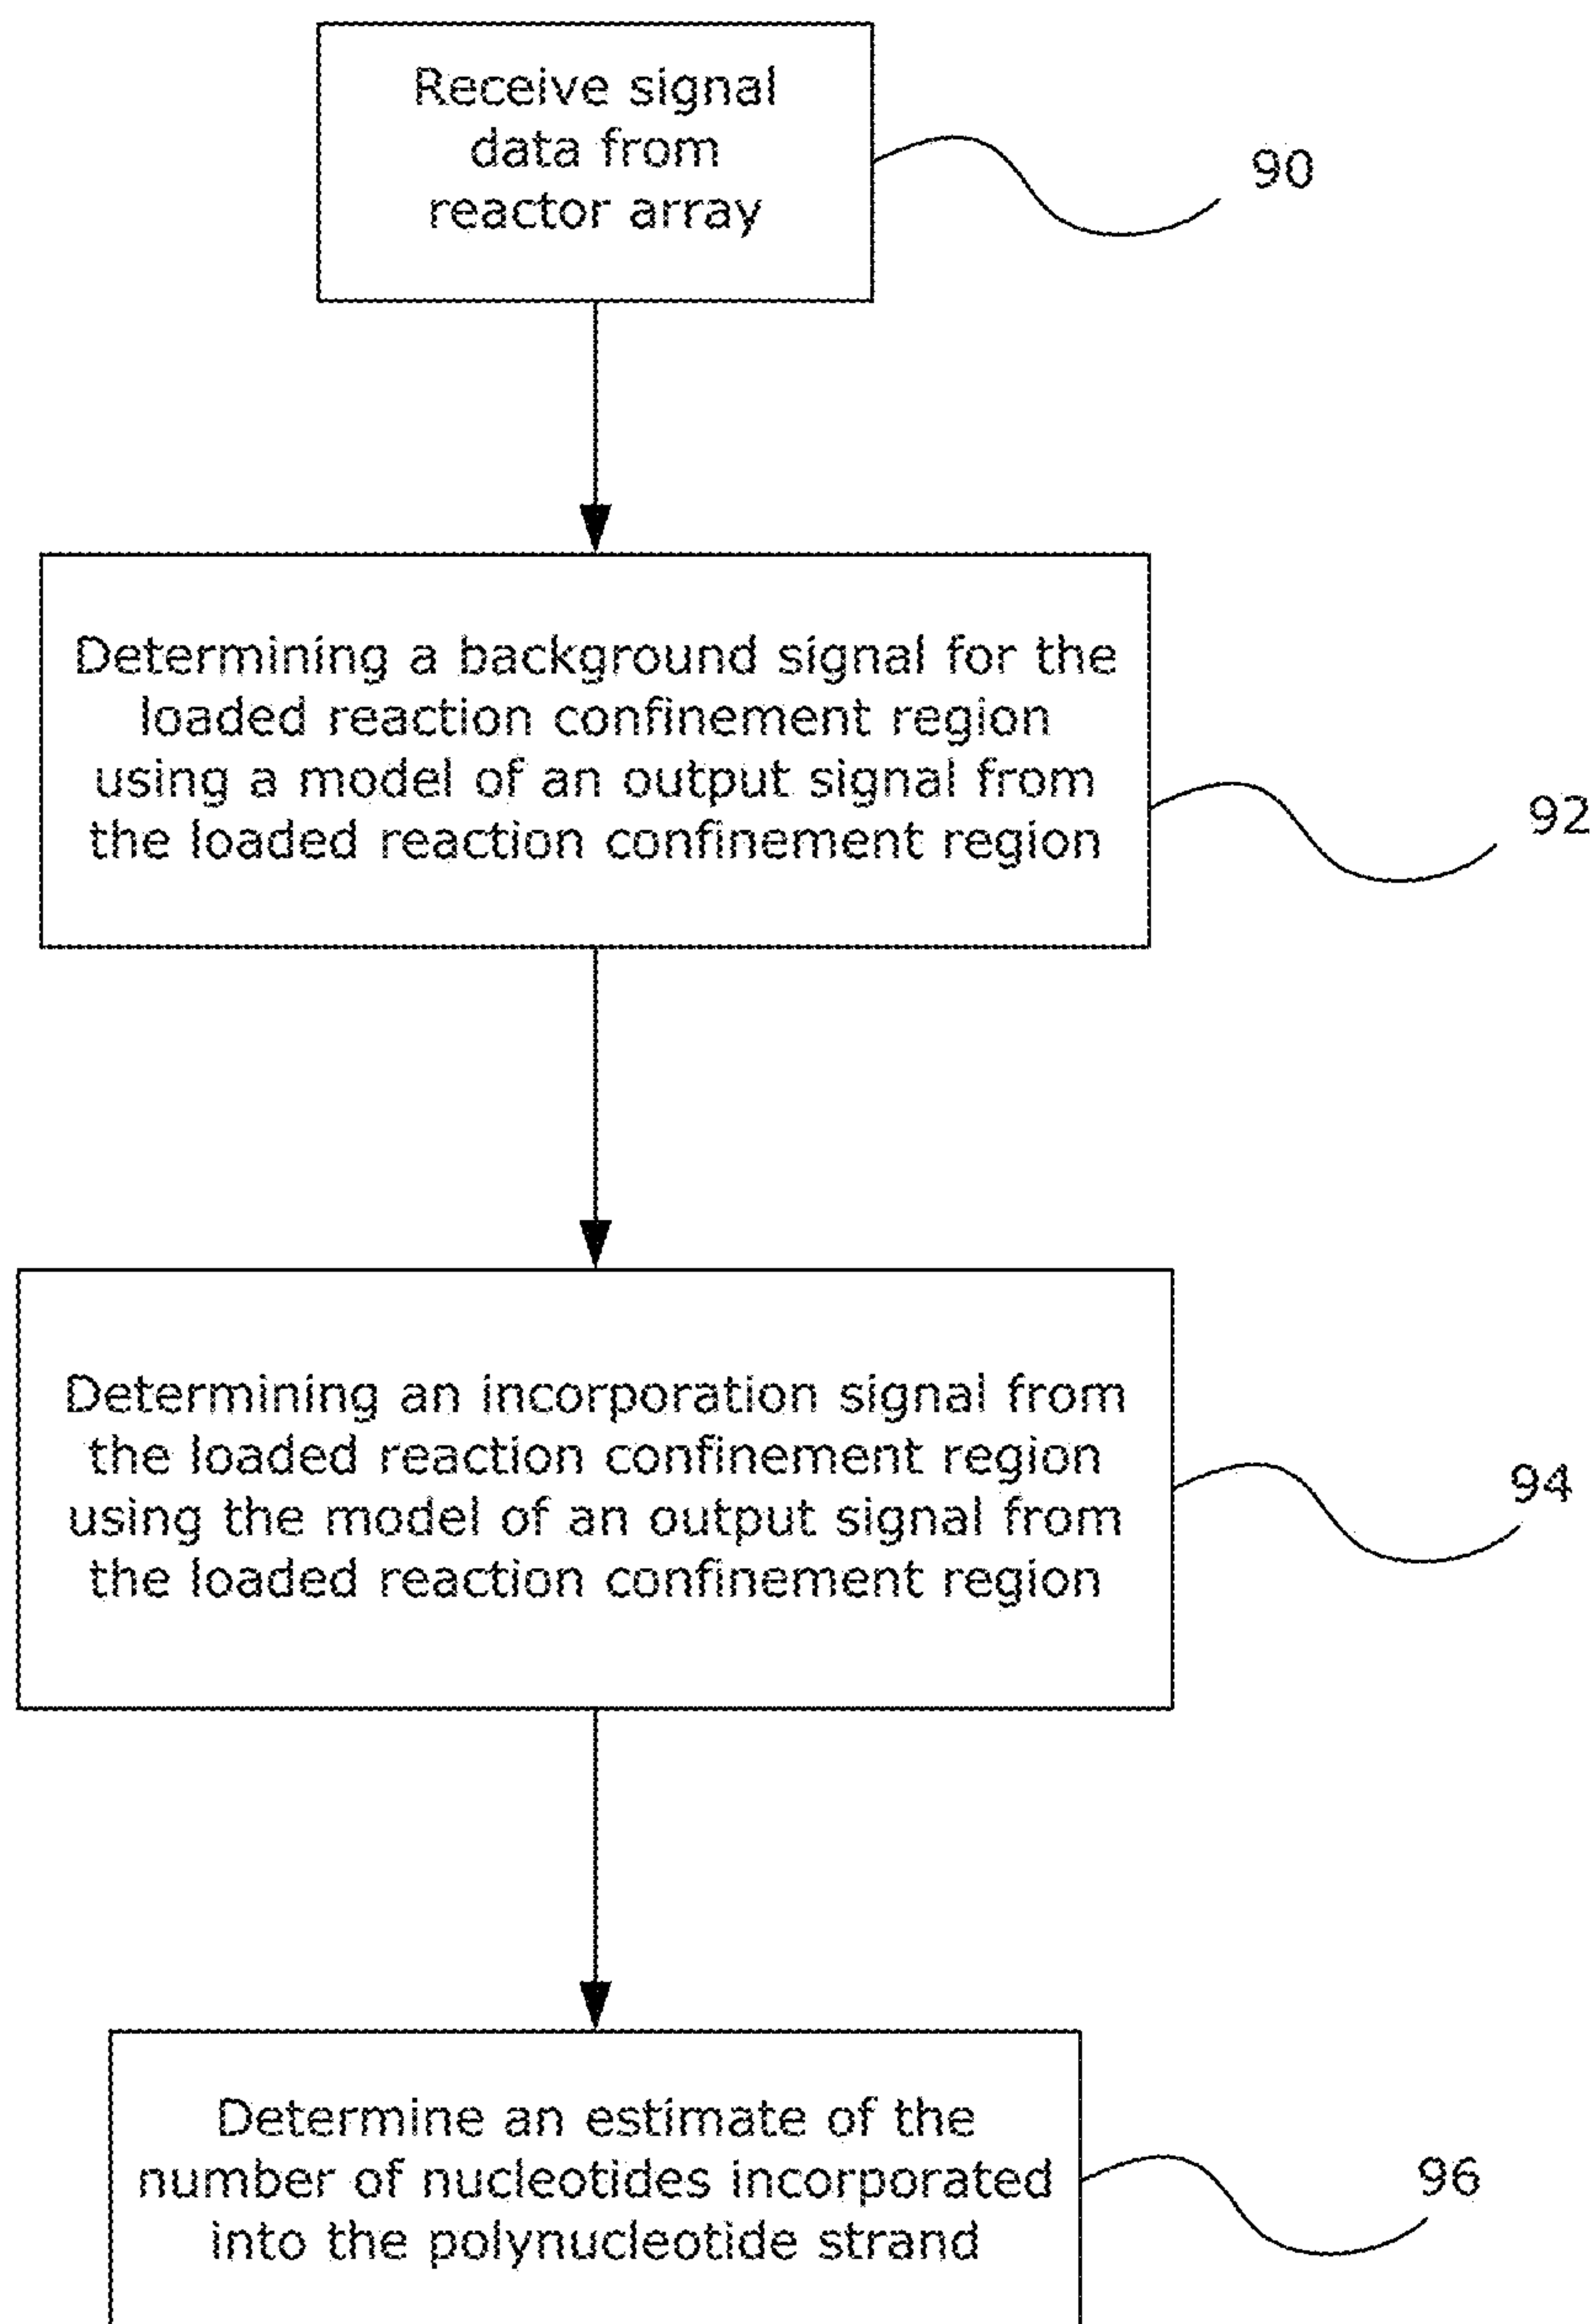 Receive signal
data from
reactor array
90
Determining a background signal for the
loaded reaction confinement region
using a model of an output signal from
the loaded reaction confinement region
92
Determining an incorporation signal from
the loaded reaction confinement region
using the model of an output signal from
the loaded reaction confinement region
94
Determine an estimate of the
number of nucleotides incorporated
into the polynucleotide strand
96